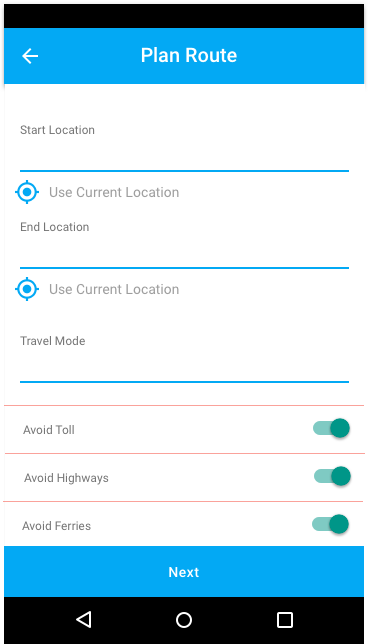 Plan Route
Start Location
Use Current Location
End Location
Use Current Location
Travel Mode
Avoid Toll
Avoid Highways
Avoid Ferries
Next